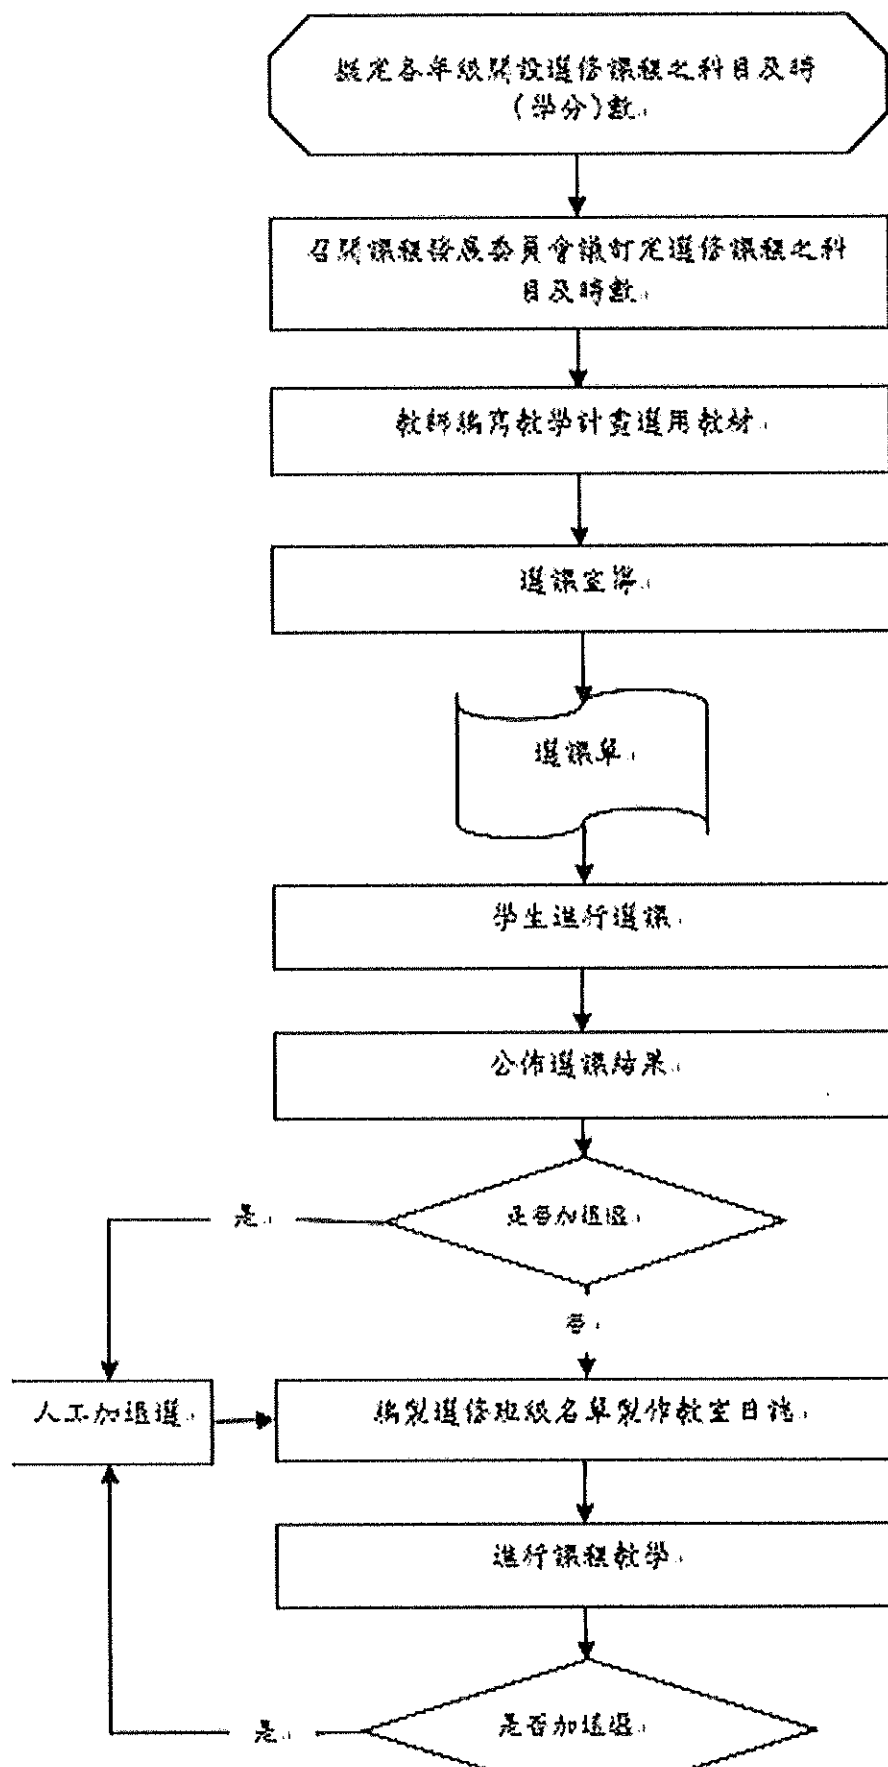 擬定各年級開設選修課程之科目及時
(學分)數
召開課程發展委員會議訂定選修課程之科
目及時數
教師編寫教學計畫選用教材
選課宣導
選課單
學生進行選課
公佈選課結果
是否加退選
是
否
人工加退選
編製選修班級名單製作教室日誌
進行課程教學
是否加退選
是